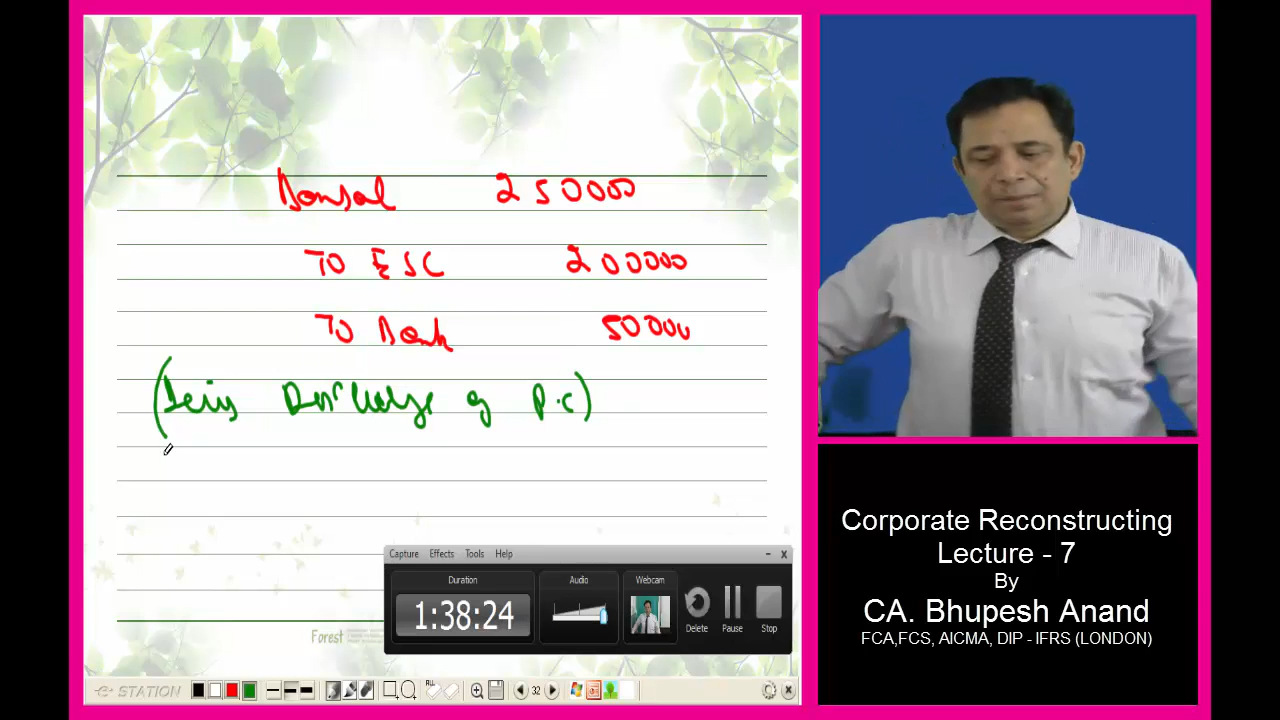 Bansal 250000
TO ESC 200000
TO Bank 50000
(Being Discharge of P.C)
Capture Effects Tools Help
Duration Audio Webcam
1:38:24
Delete Pause Stop
Forest
e-STATION
ALL
32
Corporate Reconstructing
Lecture - 7
By
CA. Bhupesh Anand
FCA,FCS, AICMA, DIP - IFRS (LONDON)